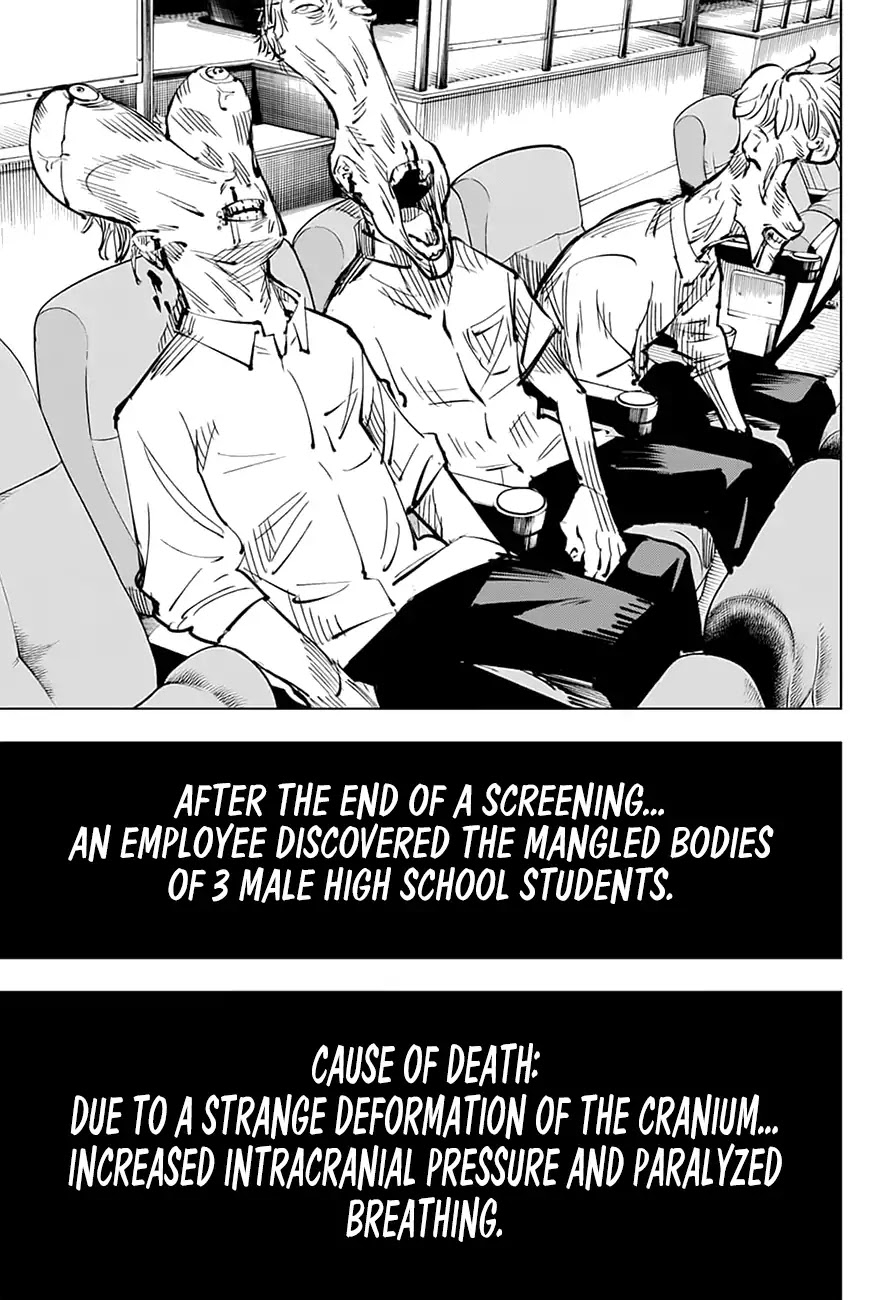 AFTER THE END OF A SCREENING...
AN EMPLOYEE DISCOVERED THE MANGLED BODIES
OF 3 MALE HIGH SCHOOL STUDENTS.
CAUSE OF DEATH:
DUE TO A STRANGE DEFORMATION OF THE CRANIUM...
INCREASED INTRACRANIAL PRESSURE AND PARALYZED
BREATHING.